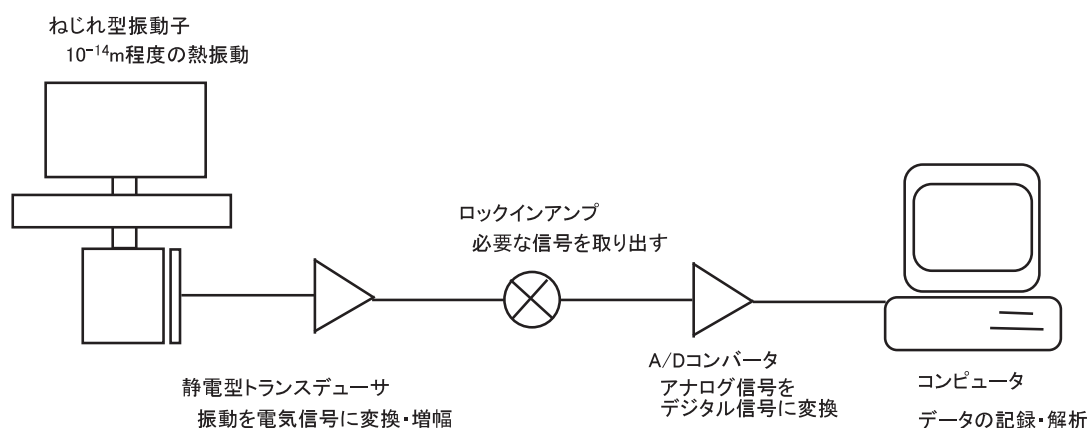 ねじれ型振動子
10⁻¹⁴m程度の熱振動
ロックインアンプ
必要な信号を取り出す
静電型トランスデューサ
振動を電気信号に変換・増幅
A/Dコンバータ
アナログ信号を
デジタル信号に変換
コンピュータ
データの記録・解析